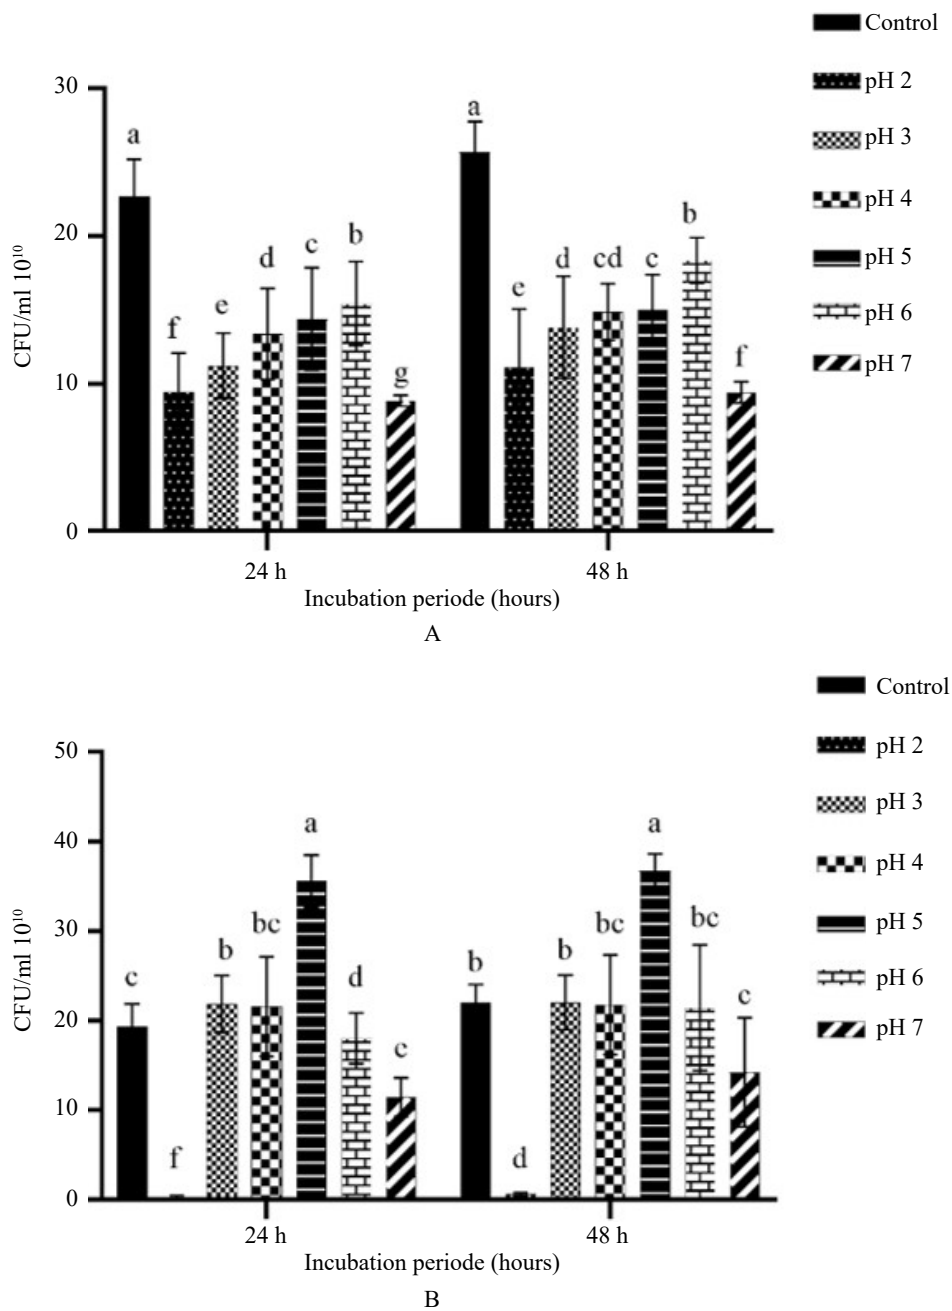 Control
pH 2
pH 3
pH 4
pH 5
pH 6
pH 7
30
20
10
0
CFU/ml 10¹⁰
a
f
e
d
c
b
g
a
e
d
cd
c
b
f
24 h
48 h
Incubation periode (hours)
A
Control
pH 2
pH 3
pH 4
pH 5
pH 6
pH 7
50
40
30
20
10
0
CFU/ml 10¹⁰
c
f
b
bc
a
d
c
b
d
b
bc
a
bc
c
24 h
48 h
Incubation periode (hours)
B